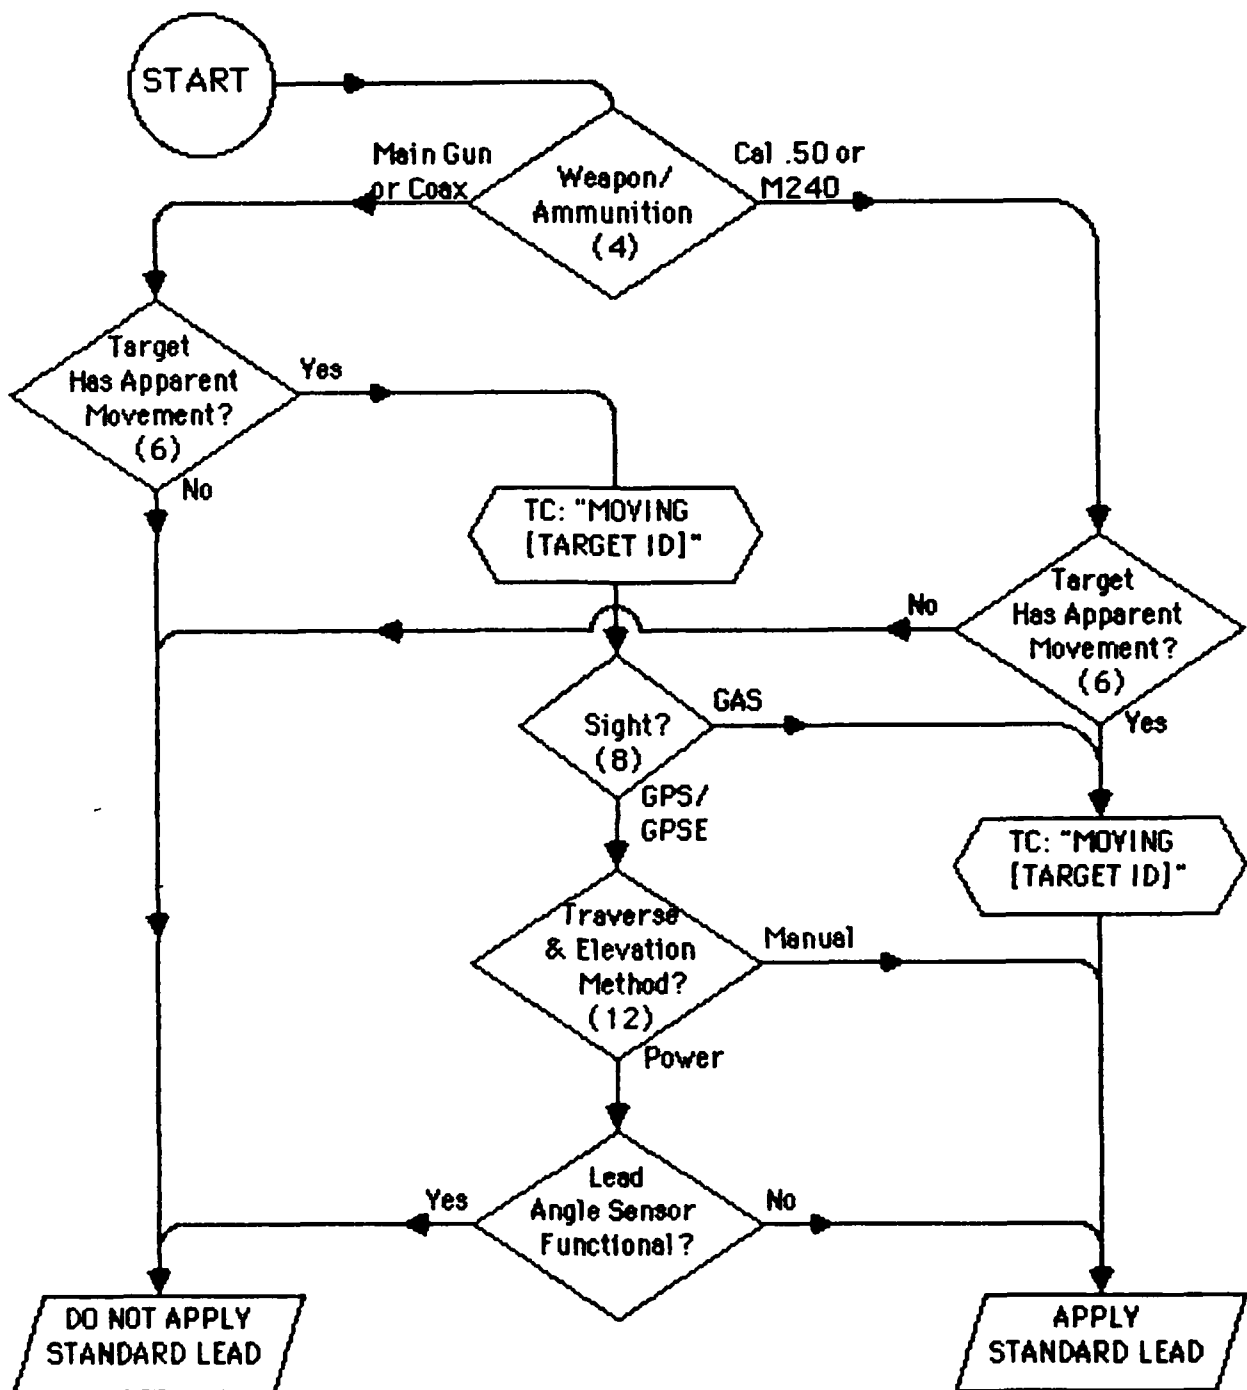 START
Main Gun
or Coax
Weapon/
Ammunition
(4)
Cal .50 or
M240
Target
Has Apparent
Movement?
(6)
Yes
No
TC: "MOVING
[TARGET ID]"
Target
Has Apparent
Movement?
(6)
No
Yes
Sight?
(8)
GAS
GPS/
GPSE
TC: "MOVING
[TARGET ID]"
Traverse
& Elevation
Method?
(12)
Manual
Power
Lead
Angle Sensor
Functional?
Yes
No
DO NOT APPLY
STANDARD LEAD
APPLY
STANDARD LEAD